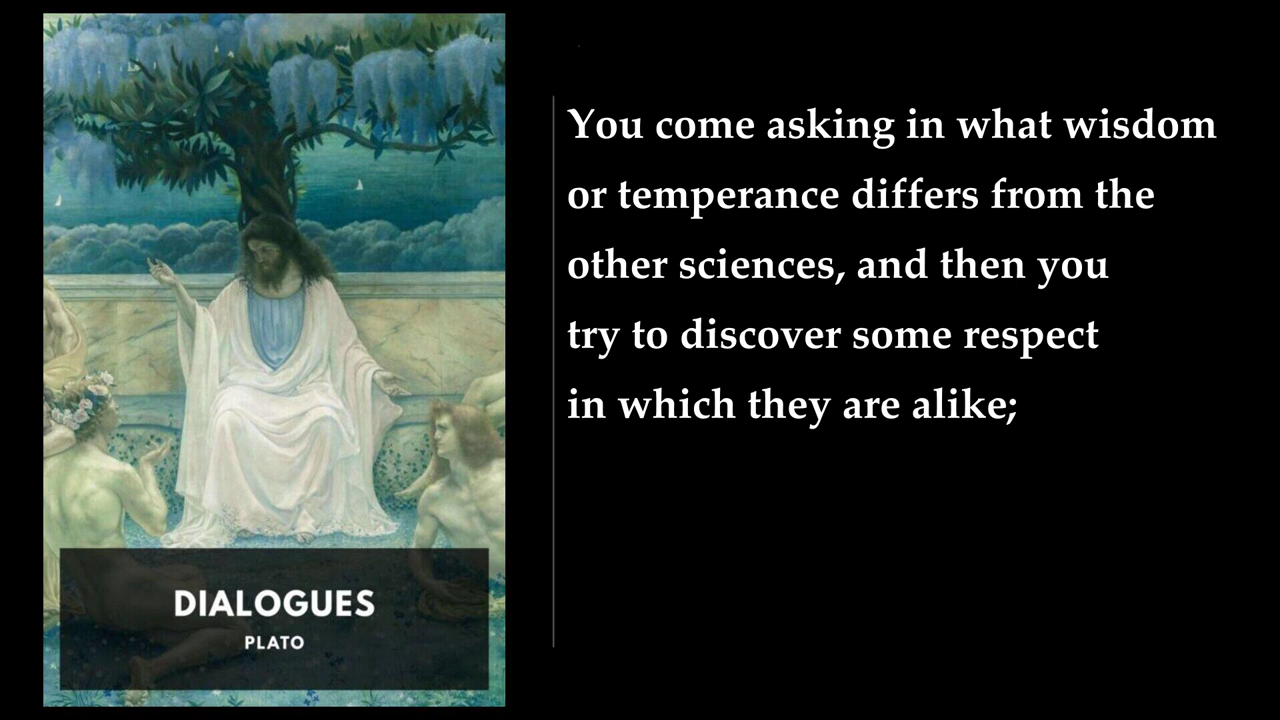 You come asking in what wisdom
or temperance differs from the
other sciences, and then you
try to discover some respect
in which they are alike;
DIALOGUES
PLATO